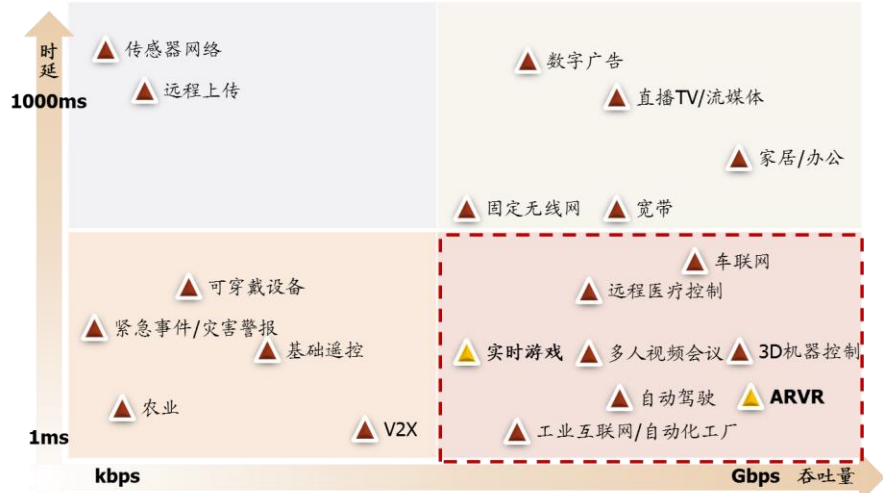 时延
1000ms
传感器网络
远程上传
数字广告
直播TV/流媒体
家居/办公
固定无线网
宽带
可穿戴设备
紧急事件/灾害警报
基础遥控
农业
V2X
车联网
远程医疗控制
实时游戏
多人视频会议
3D机器控制
自动驾驶
ARVR
工业互联网/自动化工厂
1ms
kbps
Gbps 吞吐量